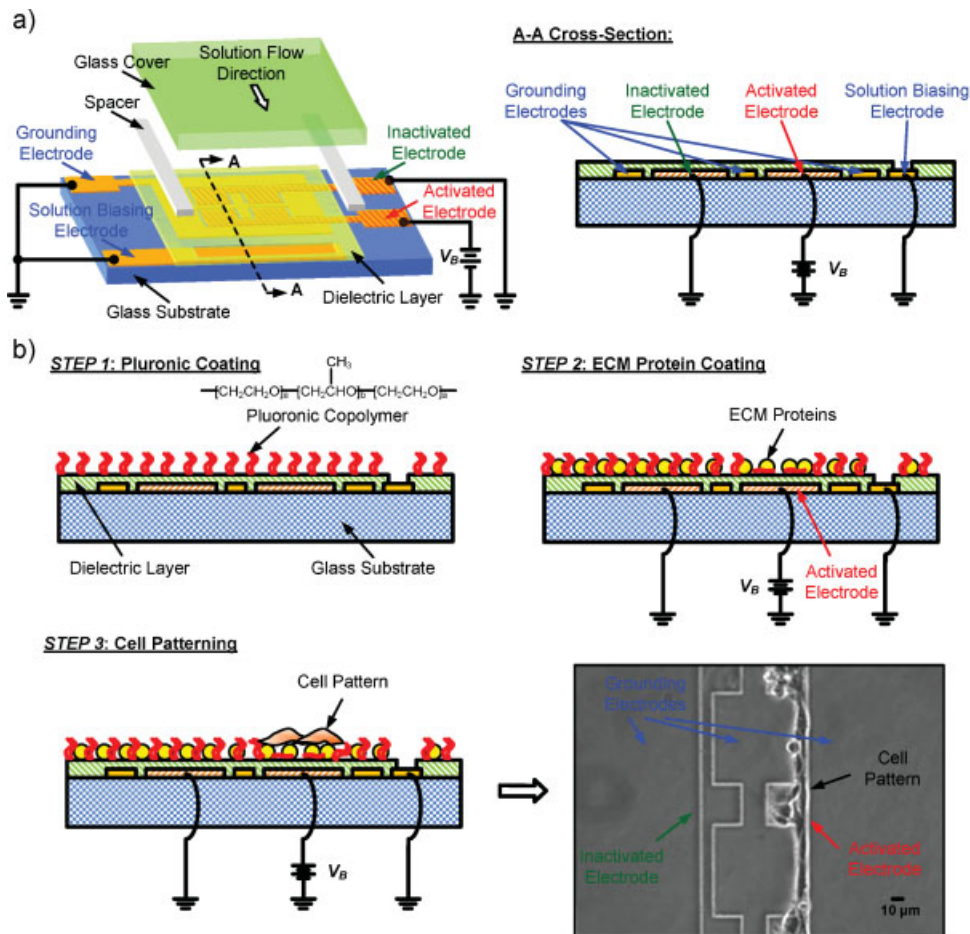 a)
Glass Cover
Solution Flow
Direction
Spacer
Grounding
Electrode
A
Inactivated
Electrode
Activated
Electrode
Solution Biasing
Electrode
V_B
A
Glass Substrate
Dielectric Layer
A-A Cross-Section:
Grounding
Electrodes
Inactivated
Electrode
Activated
Electrode
Solution Biasing
Electrode
V_B
b)
STEP 1: Pluronic Coating
CH₃
[CH₂CH₂O]ₐ[CH₂CHO]ᵦ[CH₂CH₂O]ₐ
Pluoronic Copolymer
Dielectric Layer
Glass Substrate
STEP 2: ECM Protein Coating
ECM Proteins
V_B
Activated
Electrode
STEP 3: Cell Patterning
Cell Pattern
V_B
Grounding
Electrodes
Cell
Pattern
Inactivated
Electrode
Activated
Electrode
10 µm